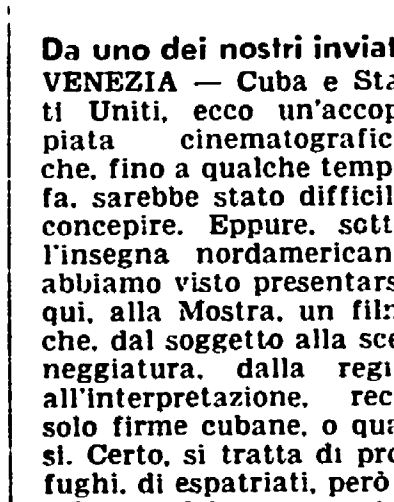 Da uno dei nostri inviat
VENEZIA — Cuba e Sta
ti Uniti, ecco un'accop
piata cinematografic
che, fino a qualche temp
fa, sarebbe stato difficil
concepire. Eppure, sott
l'insegna nordamerican
abbiamo visto presentars
qui, alla Mostra, un film
che, dal soggetto alla sce
neggiatura, dalla regi
all'interpretazione, rec
solo firme cubane, o qua
si. Certo, si tratta di pro
fughi, di espatriati, però